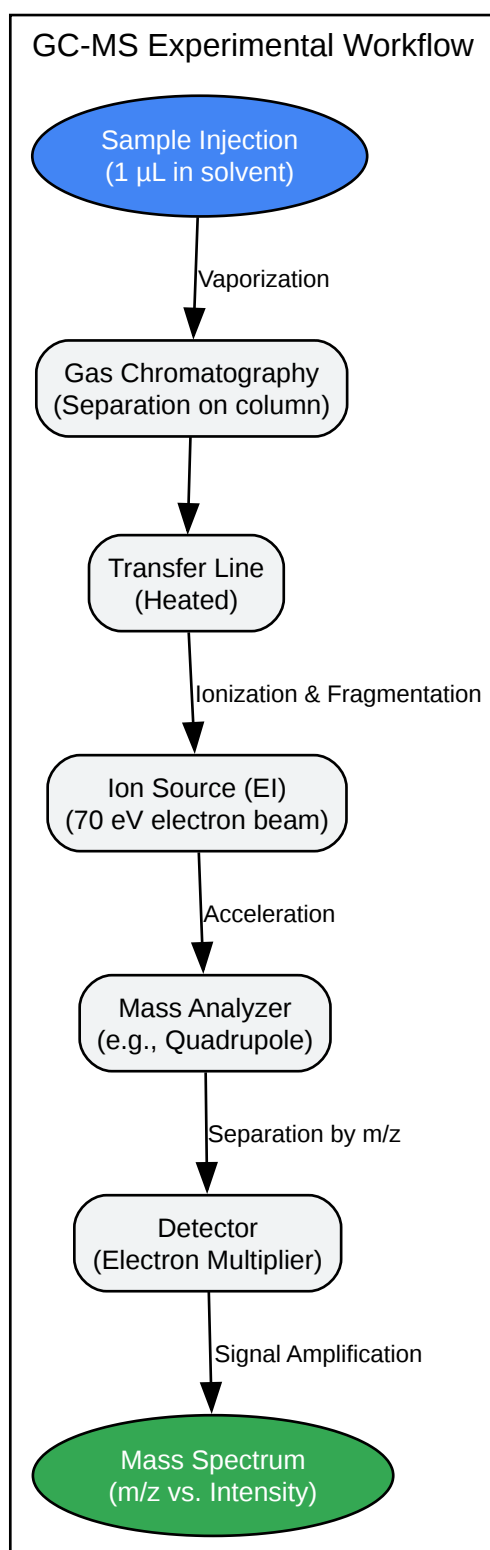 GC-MS Experimental Workflow
Sample Injection
(1 µL in solvent)
Vaporization
Gas Chromatography
(Separation on column)
Transfer Line
(Heated)
Ionization & Fragmentation
Ion Source (EI)
(70 eV electron beam)
Acceleration
Mass Analyzer
(e.g., Quadrupole)
Separation by m/z
Detector
(Electron Multiplier)
Signal Amplification
Mass Spectrum
(m/z vs. Intensity)